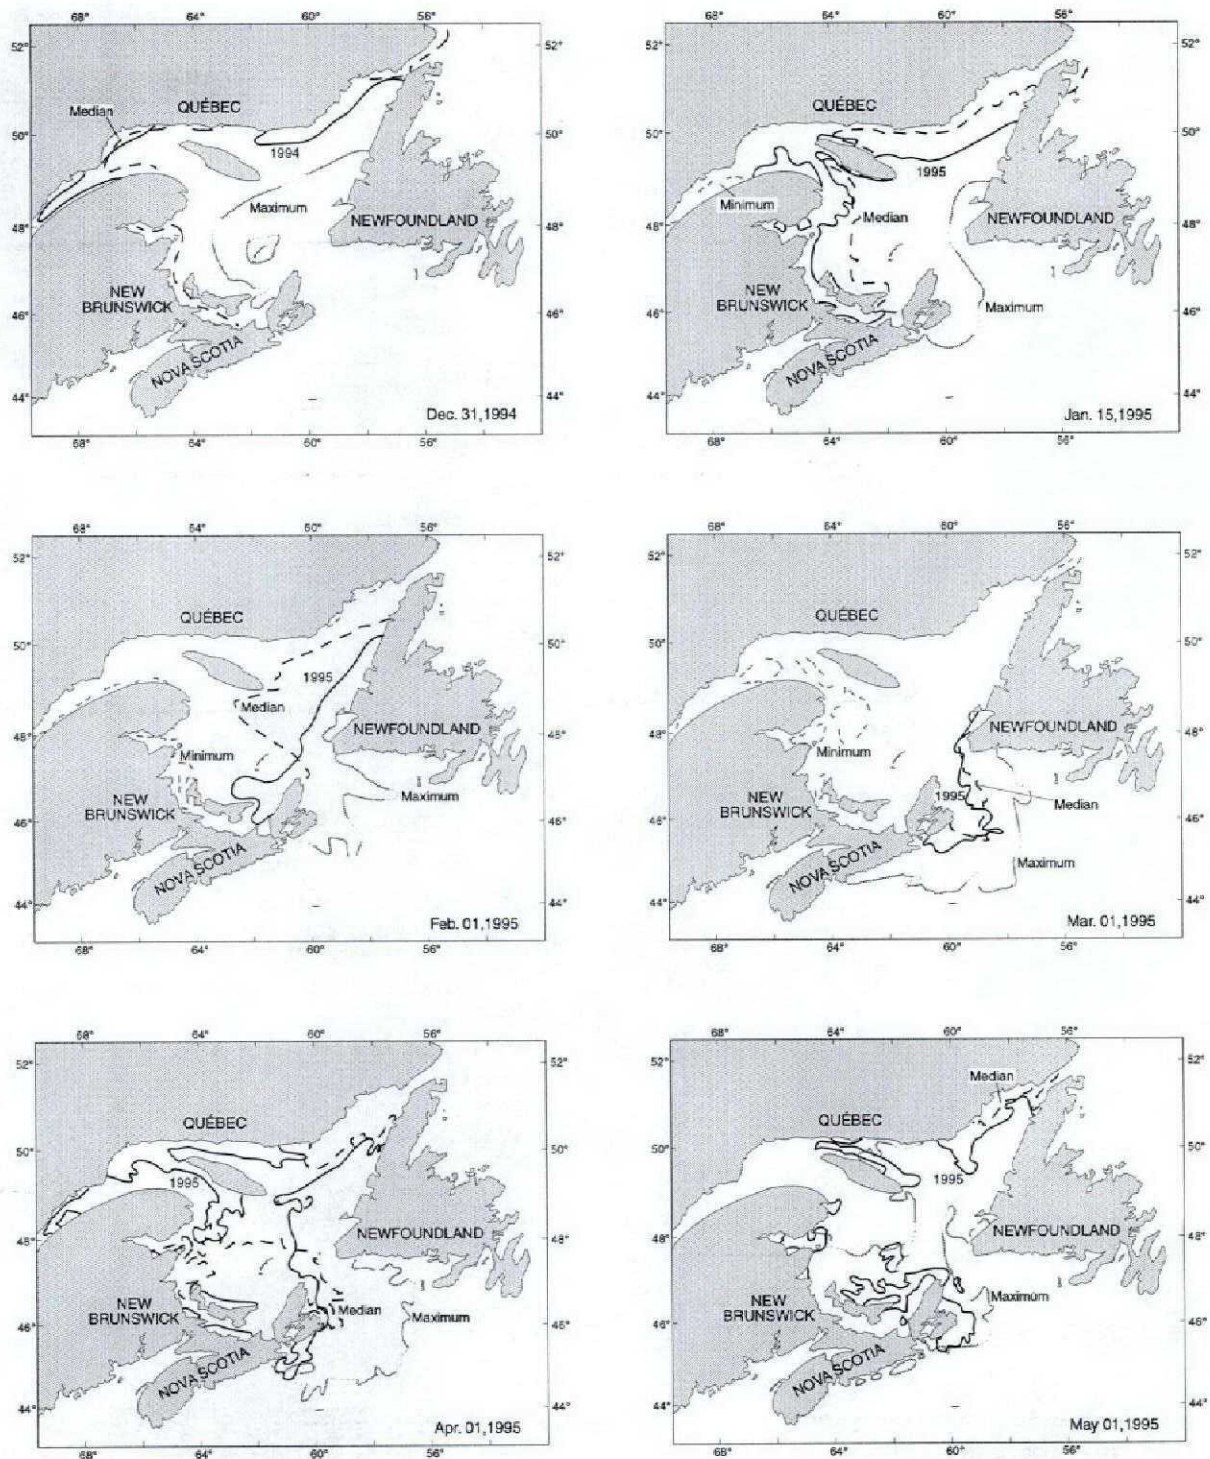 68° 64° 60° 56°
52° 52°
QUÉBEC
Median
50° 50°
1994
Maximum
48° NEWFOUNDLAND 48°
NEW
BRUNSWICK
46° 46°
NOVA SCOTIA
44° 44°
Dec. 31,1994
68° 64° 60° 56°
68° 64° 60° 56°
52° 52°
QUÉBEC
50° 50°
1995
Minimum
Median
48° NEWFOUNDLAND 48°
NEW
BRUNSWICK
46° Maximum 46°
NOVA SCOTIA
44° 44°
Jan. 15,1995
68° 64° 60° 56°
68° 64° 60° 56°
52° 52°
QUÉBEC
50° 50°
1995
Median
48° NEWFOUNDLAND 48°
Minimum
Maximum
NEW
BRUNSWICK
46° 46°
NOVA SCOTIA
44° 44°
Feb. 01,1995
68° 64° 60° 56°
68° 64° 60° 56°
52° 52°
QUÉBEC
50° 50°
48° NEWFOUNDLAND 48°
Minimum
1995
Median
NEW
BRUNSWICK
46° 46°
Maximum
NOVA SCOTIA
44° 44°
Mar. 01,1995
68° 64° 60° 56°
68° 64° 60° 56°
52° 52°
QUÉBEC
50° 50°
1995
48° NEWFOUNDLAND 48°
NEW
BRUNSWICK
Median Maximum
46° 46°
NOVA SCOTIA
44° 44°
Apr. 01,1995
68° 64° 60° 56°
68° 64° 60° 56°
52° 52°
Median
QUÉBEC
50° 50°
1995
48° NEWFOUNDLAND 48°
Maximum
NEW
BRUNSWICK
46° 46°
NOVA SCOTIA
44° 44°
May 01,1995
68° 64° 60° 56°